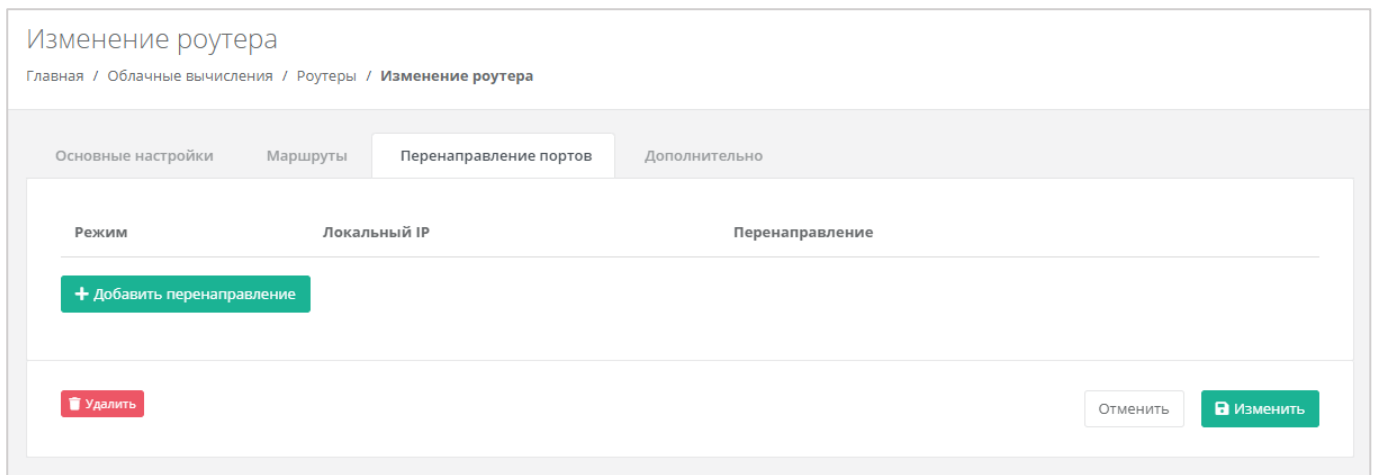 Изменение роутера
Главная / Облачные вычисления / Роутеры / Изменение роутера
Основные настройки Маршруты Перенаправление портов Дополнительно
Режим Локальный IP Перенаправление
+ Добавить перенаправление
Удалить Отменить Изменить